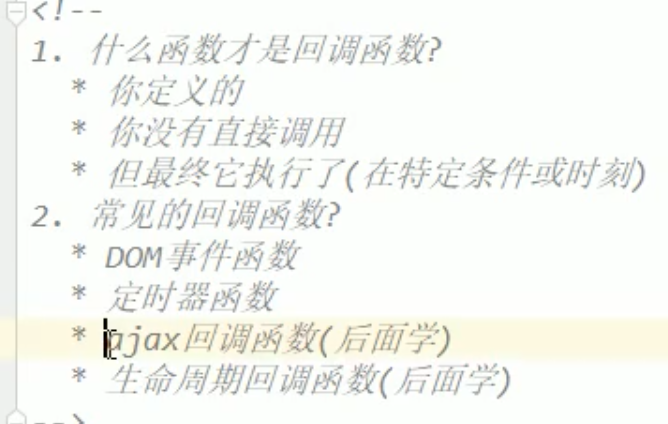 <!--
1. 什么函数才是回调函数?
* 你定义的
* 你没有直接调用
* 但最终它执行了(在特定条件或时刻)
2. 常见的回调函数?
* DOM事件函数
* 定时器函数
* ajax回调函数(后面学)
* 生命周期回调函数(后面学)
-->